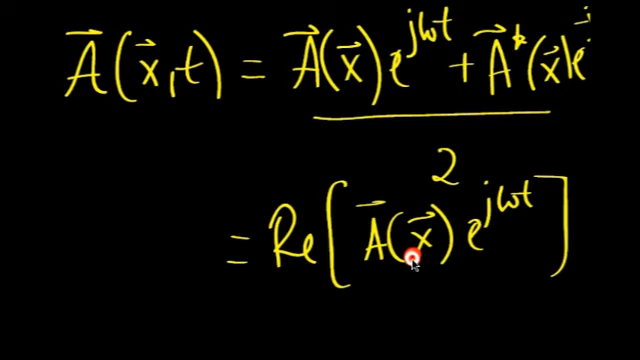 A⃗(x⃗,t) = A⃗(x⃗)e^{jωt} + A⃗*(x⃗)e^{-j
2
= Re[A⃗(x⃗)e^{jωt}]